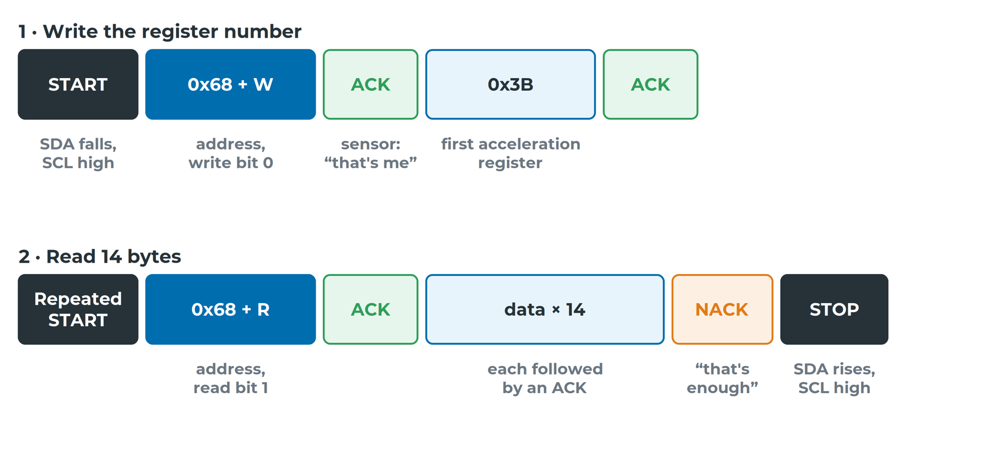 1 · Write the register number
START
0x68 + W
ACK
0x3B
ACK
SDA falls,
SCL high
address,
write bit 0
sensor:
“that's me”
first acceleration
register
2 · Read 14 bytes
Repeated
START
0x68 + R
ACK
data × 14
NACK
STOP
address,
read bit 1
each followed
by an ACK
“that's
enough”
SDA rises,
SCL high